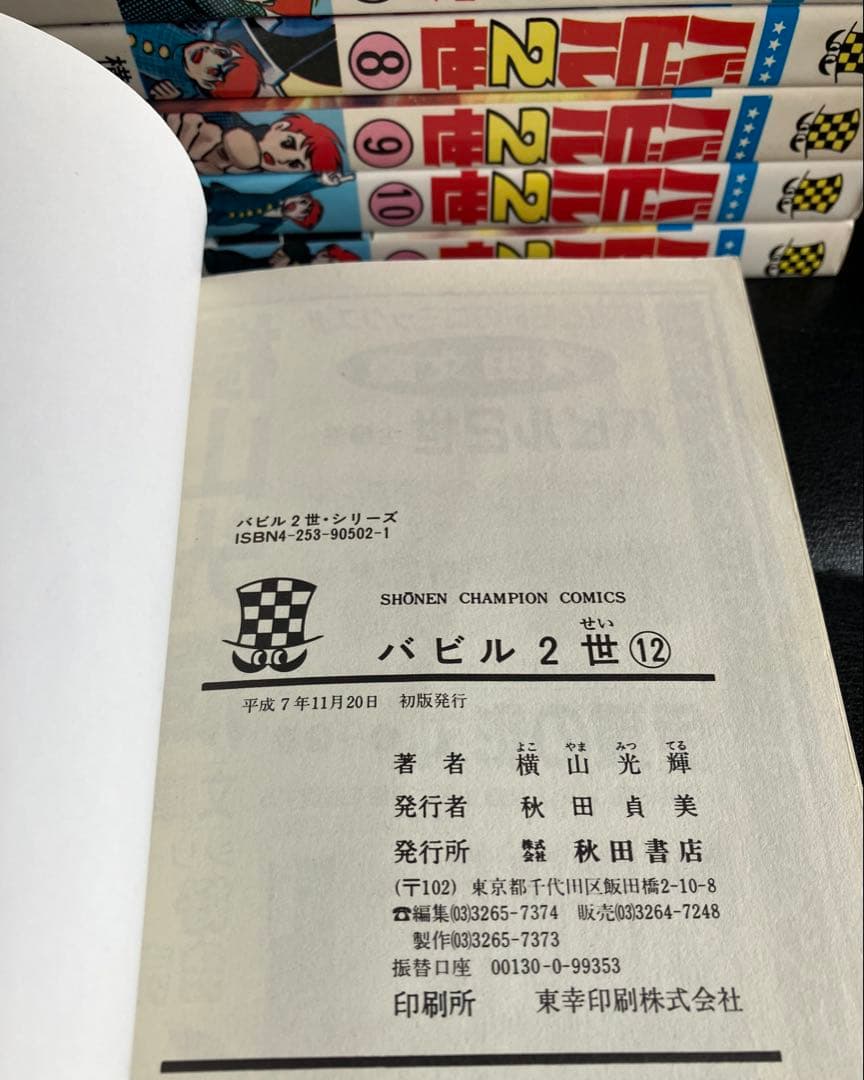 バビル2世
8
バビル2世
9
バビル2世
10
バビル2世・シリーズ
ISBN4-253-90502-1
SHŌNEN CHAMPION COMICS
せい
バビル2世⑫
平成7年11月20日 初版発行
よこ やま みつ てる
著者 横山光輝
発行者 秋田貞美
発行所 株式会社 秋田書店
(〒102) 東京都千代田区飯田橋2-10-8
☎編集(03)3265-7374 販売(03)3264-7248
製作(03)3265-7373
振替口座 00130-0-99353
印刷所 東幸印刷株式会社